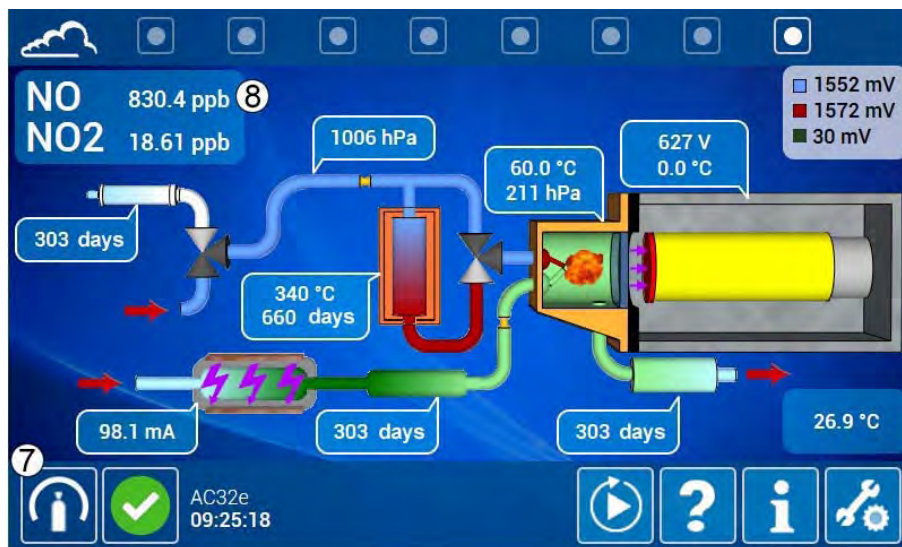 NO 830.4 ppb 8
NO2 18.61 ppb
1552 mV
1572 mV
30 mV
1006 hPa
60.0 °C
211 hPa
627 V
0.0 °C
303 days
340 °C
660 days
98.1 mA
303 days
303 days
26.9 °C
7
AC32e
09:25:18
?
i